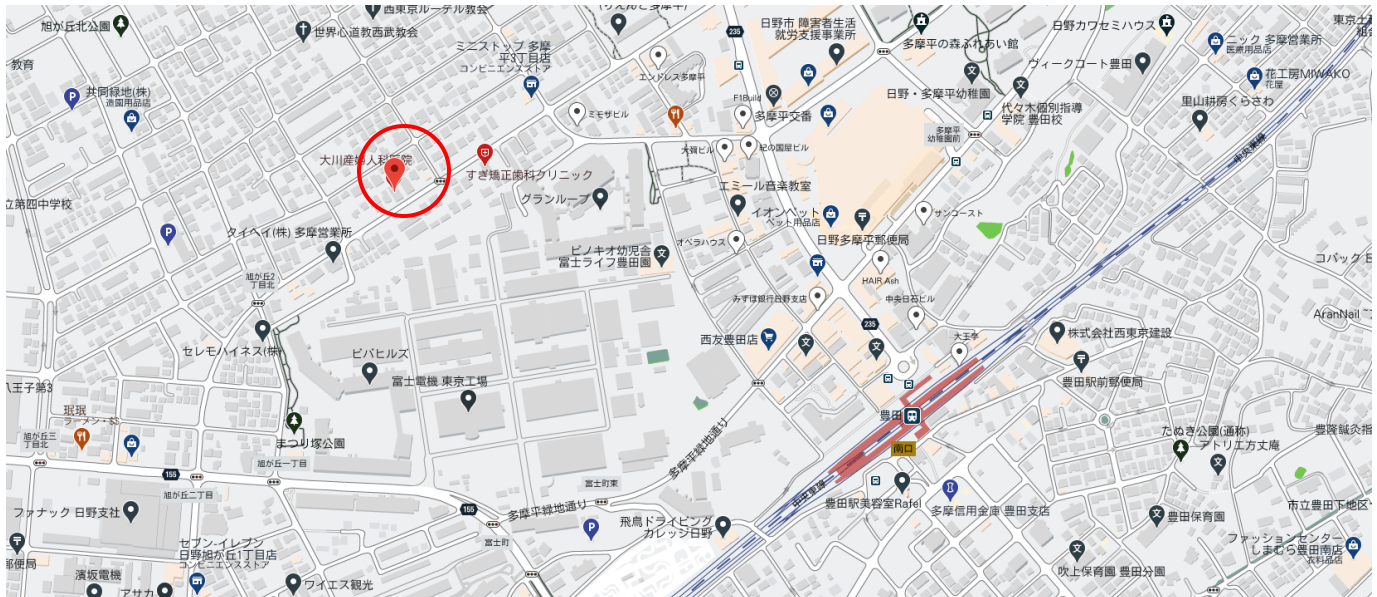 旭が丘北公園
西東京ルーテル教会
世界心道教西武教会
ミニストップ 多摩
平3丁目店
コンビニエンスストア
エンドレス多摩平
235
日野市 障害者生活
就労支援事業所
多摩平の森ふれあい館
日野カワセミハウス
ニック 多摩営業所
医療用品店
ヴィークコート豊田
花工房MIWAKO
花屋
里山耕房くらさわ
教育
P
共同緑地(株)
造園用品店
ミモザビル
F1Build
多摩平交番
日野・多摩平幼稚園
代々木個別指導
学院 豊田校
多摩平
幼稚園前
中央東線
大川産婦人科医院
すぎ矯正歯科クリニック
大嶺ビル
紀の国屋ビル
グランループ
エミール音楽教室
イオンペット
ペット用品店
サンコースト
立第四中学校
P
タイヘイ(株) 多摩営業所
ピノキオ幼児舎
富士ライフ豊田園
オペラハウス
日野多摩平郵便局
旭が丘2
丁目北
HAIR Ash
みずほ銀行日野支店
中央日石ビル
コパック
AranNail
セレモハイネス(株)
ビバヒルズ
西友豊田店
235
大王亭
株式会社西東京建設
富士電機 東京工場
豊田駅前郵便局
八王子第3
珉珉
ラーメン・$$
豊田
旭が丘三
丁目北
まつり塚公園
南口
たぬき公園(通称)
アトリエ方丈庵
豊隆鍼灸指
旭が丘一丁目
155
多摩平緑地通り
富士町東
中央東線
旭が丘二丁目
155
多摩平緑地通り
豊田駅美容室Rafel
多摩信用金庫 豊田支店
市立豊田下地区
ファナック 日野支社
P
飛鳥ドライビング
カレッジ日野
豊田保育園
郵便局
セブン-イレブン
日野旭が丘1丁目店
コンビニエンスストア
富士町
ファッションセンター
しまむら豊田南店
衣料品店
濱坂電機
アサカ
ワイエス観光
吹上保育園 豊田分園